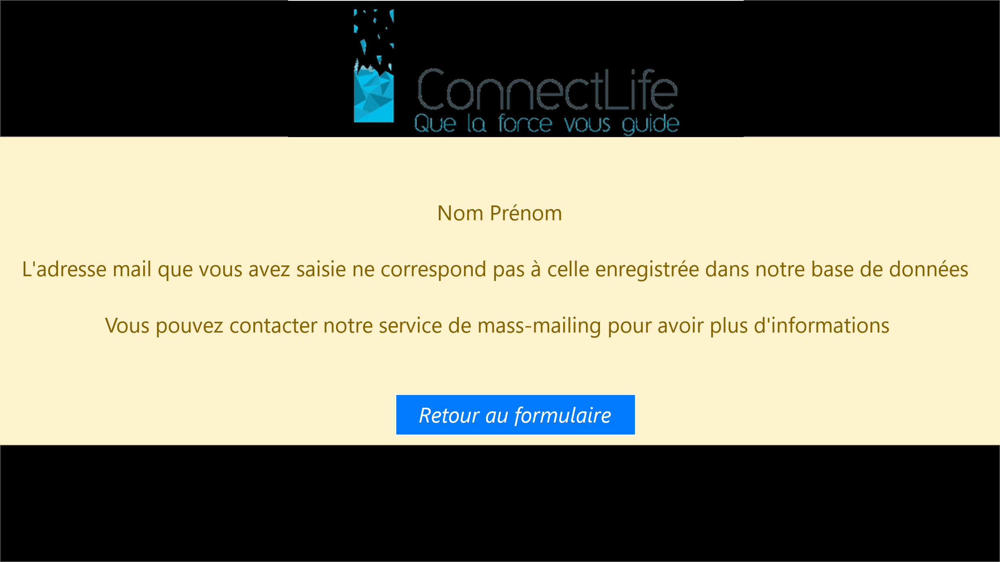 ConnectLife
Que la force vous guide
Nom Prénom
L'adresse mail que vous avez saisie ne correspond pas à celle enregistrée dans notre base de données
Vous pouvez contacter notre service de mass-mailing pour avoir plus d'informations
Retour au formulaire